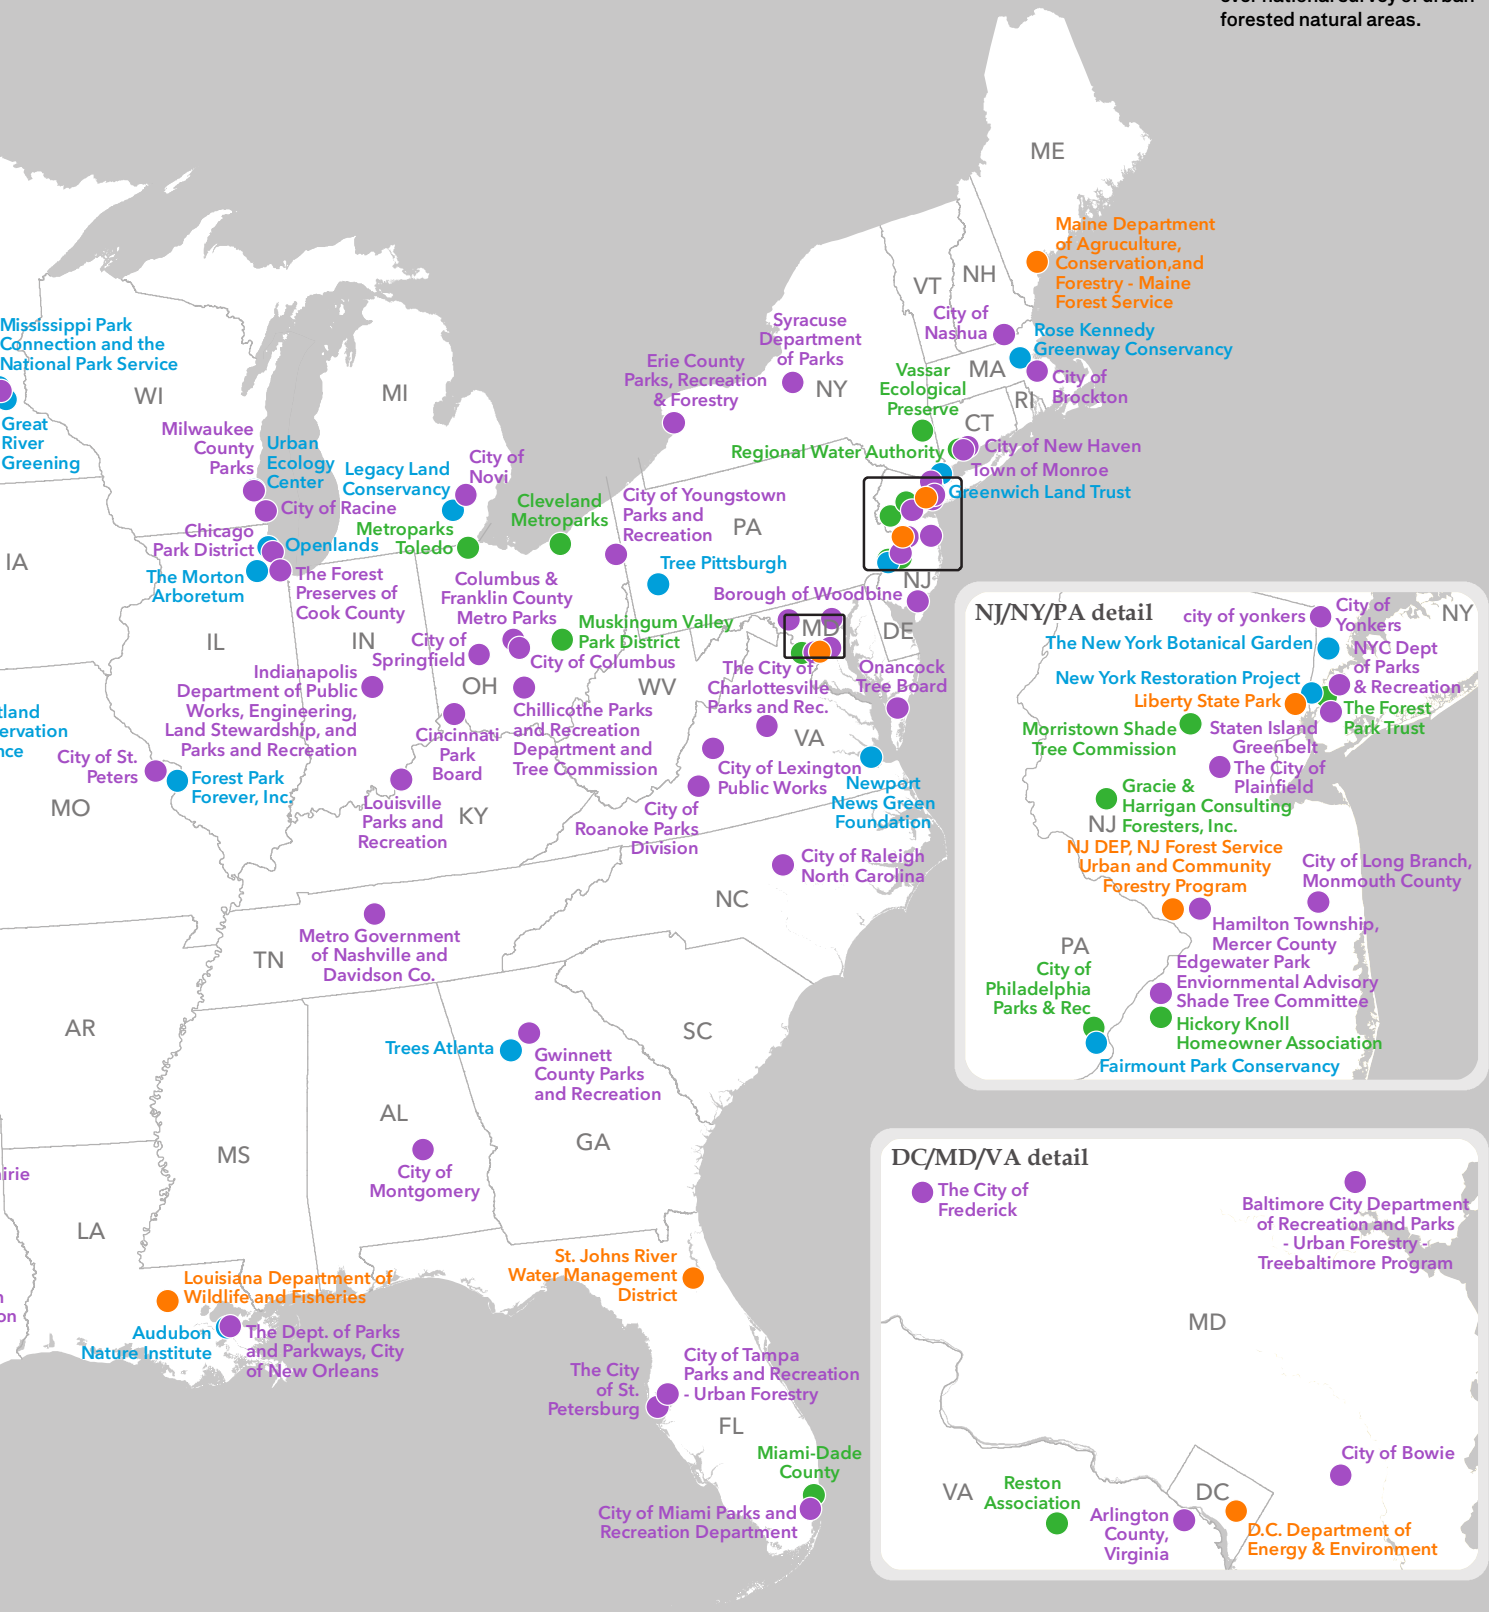 forested natural areas.
ME
Maine Department
of Agruculture,
Conservation,and
Forestry - Maine
Forest Service
VT
NH
City of
Nashua
Rose Kennedy
Greenway Conservancy
MA
City of
Brockton
RI
CT
Syracuse
Department
of Parks
NY
Erie County
Parks, Recreation
& Forestry
Vassar
Ecological
Preserve
Regional Water Authority
City of New Haven
Town of Monroe
Greenwich Land Trust
Mississippi Park
Connection and the
National Park Service
WI
MI
Great
River
Greening
Milwaukee
County
Parks
Urban
Ecology
Center
City of Racine
Legacy Land
Conservancy
City of
Novi
Chicago
Park District
Openlands
Metroparks
Toledo
Cleveland
Metroparks
City of Youngstown
Parks and
Recreation
PA
Tree Pittsburgh
IA
The Morton
Arboretum
The Forest
Preserves of
Cook County
Columbus &
Franklin County
Metro Parks
Muskingum Valley
Park District
Borough of Woodbine
NJ
MD
DE
IL
IN
City of
Springfield
City of Columbus
OH
WV
The City of
Charlottesville
Parks and Rec.
Onancock
Tree Board
Indianapolis
Department of Public
Works, Engineering,
Land Stewardship, and
Parks and Recreation
Chillicothe Parks
and Recreation
Department and
Tree Commission
Cincinnati
Park
Board
VA
City of Lexington
Public Works
City of
Roanoke Parks
Division
Newport
News Green
Foundation
City of St.
Peters
Forest Park
Forever, Inc.
MO
Louisville
Parks and
Recreation
KY
City of Raleigh
North Carolina
NC
Metro Government
of Nashville and
Davidson Co.
TN
AR
SC
Trees Atlanta
Gwinnett
County Parks
and Recreation
AL
MS
GA
City of
Montgomery
LA
Louisiana Department of
Wildlife and Fisheries
Audubon
Nature Institute
The Dept. of Parks
and Parkways, City
of New Orleans
St. Johns River
Water Management
District
The City
of St.
Petersburg
City of Tampa
Parks and Recreation
- Urban Forestry
FL
Miami-Dade
County
City of Miami Parks and
Recreation Department
NJ/NY/PA detail
city of yonkers
City of
Yonkers
NY
The New York Botanical Garden
NYC Dept
of Parks
& Recreation
New York Restoration Project
Liberty State Park
The Forest
Park Trust
Morristown Shade
Tree Commission
Staten Island
Greenbelt
The City of
Plainfield
Gracie &
Harrigan Consulting
Foresters, Inc.
NJ
NJ DEP, NJ Forest Service
Urban and Community
Forestry Program
City of Long Branch,
Monmouth County
Hamilton Township,
Mercer County
PA
Edgewater Park
Enviornmental Advisory
Shade Tree Committee
City of
Philadelphia
Parks & Rec
Hickory Knoll
Homeowner Association
Fairmount Park Conservancy
DC/MD/VA detail
The City of
Frederick
Baltimore City Department
of Recreation and Parks
- Urban Forestry -
Treebaltimore Program
MD
City of Bowie
VA
Reston
Association
DC
Arlington
County,
Virginia
D.C. Department of
Energy & Environment